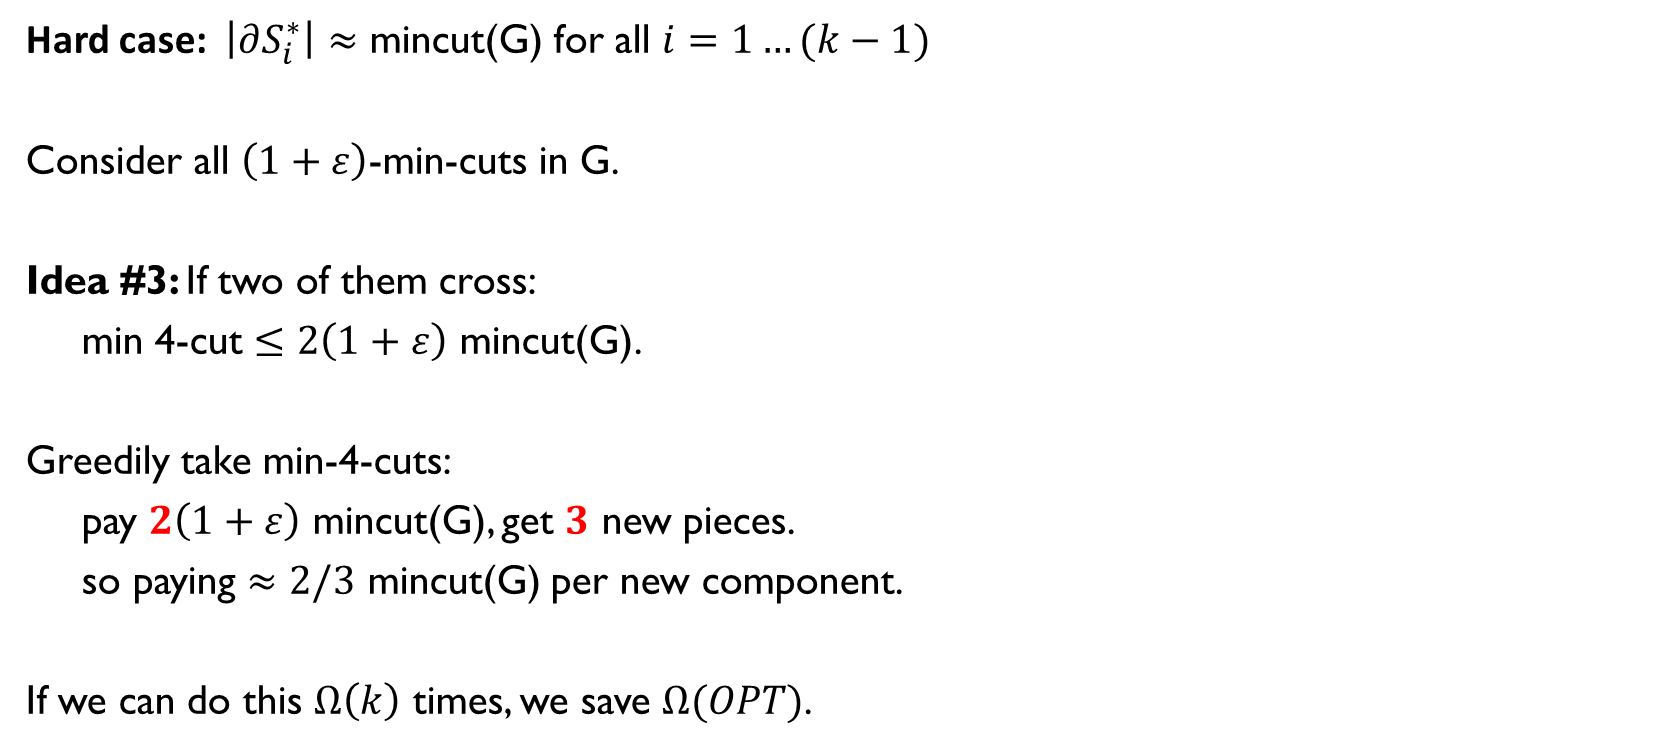 Hard case: |∂S_i^*| ≈ mincut(G) for all i = 1 … (k − 1)
Consider all (1 + ε)-min-cuts in G.
Idea #3: If two of them cross:
min 4-cut ≤ 2(1 + ε) mincut(G).
Greedily take min-4-cuts:
pay 2(1 + ε) mincut(G), get 3 new pieces.
so paying ≈ 2/3 mincut(G) per new component.
If we can do this Ω(k) times, we save Ω(OPT).